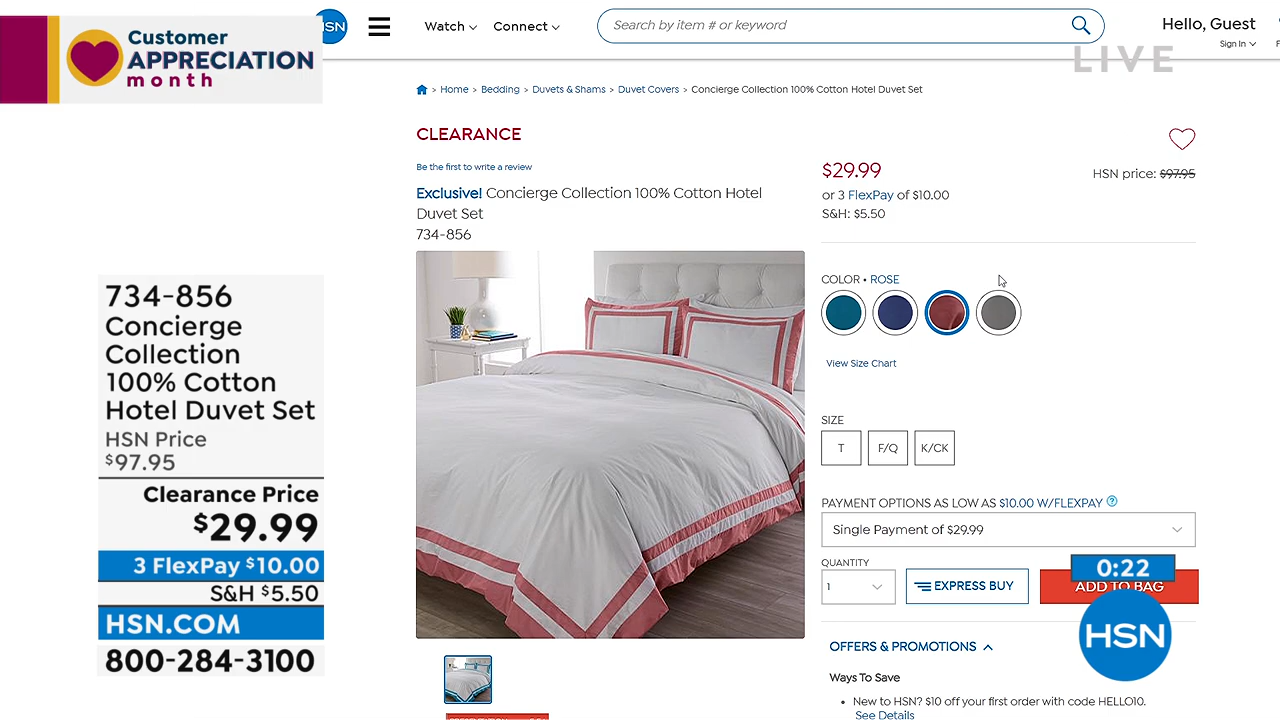 Customer
APPRECIATION
month
HSN
Watch
Connect
Search by item # or keyword
Hello, Guest
Sign In
LIVE
> Home > Bedding > Duvets & Shams > Duvet Covers > Concierge Collection 100% Cotton Hotel Duvet Set
CLEARANCE
Be the first to write a review
Exclusive! Concierge Collection 100% Cotton Hotel
Duvet Set
734-856
$29.99
HSN price: $97.95
or 3 FlexPay of $10.00
S&H: $5.50
COLOR • ROSE
View Size Chart
SIZE
T
F/Q
K/CK
PAYMENT OPTIONS AS LOW AS $10.00 W/FLEXPAY ?
Single Payment of $29.99
QUANTITY
1
EXPRESS BUY
0:22
ADD TO BAG
HSN
OFFERS & PROMOTIONS
Ways To Save
• New to HSN? $10 off your first order with code HELLO10.
See Details
734-856
Concierge
Collection
100% Cotton
Hotel Duvet Set
HSN Price
$97.95
Clearance Price
$29.99
3 FlexPay $10.00
S&H $5.50
HSN.COM
800-284-3100